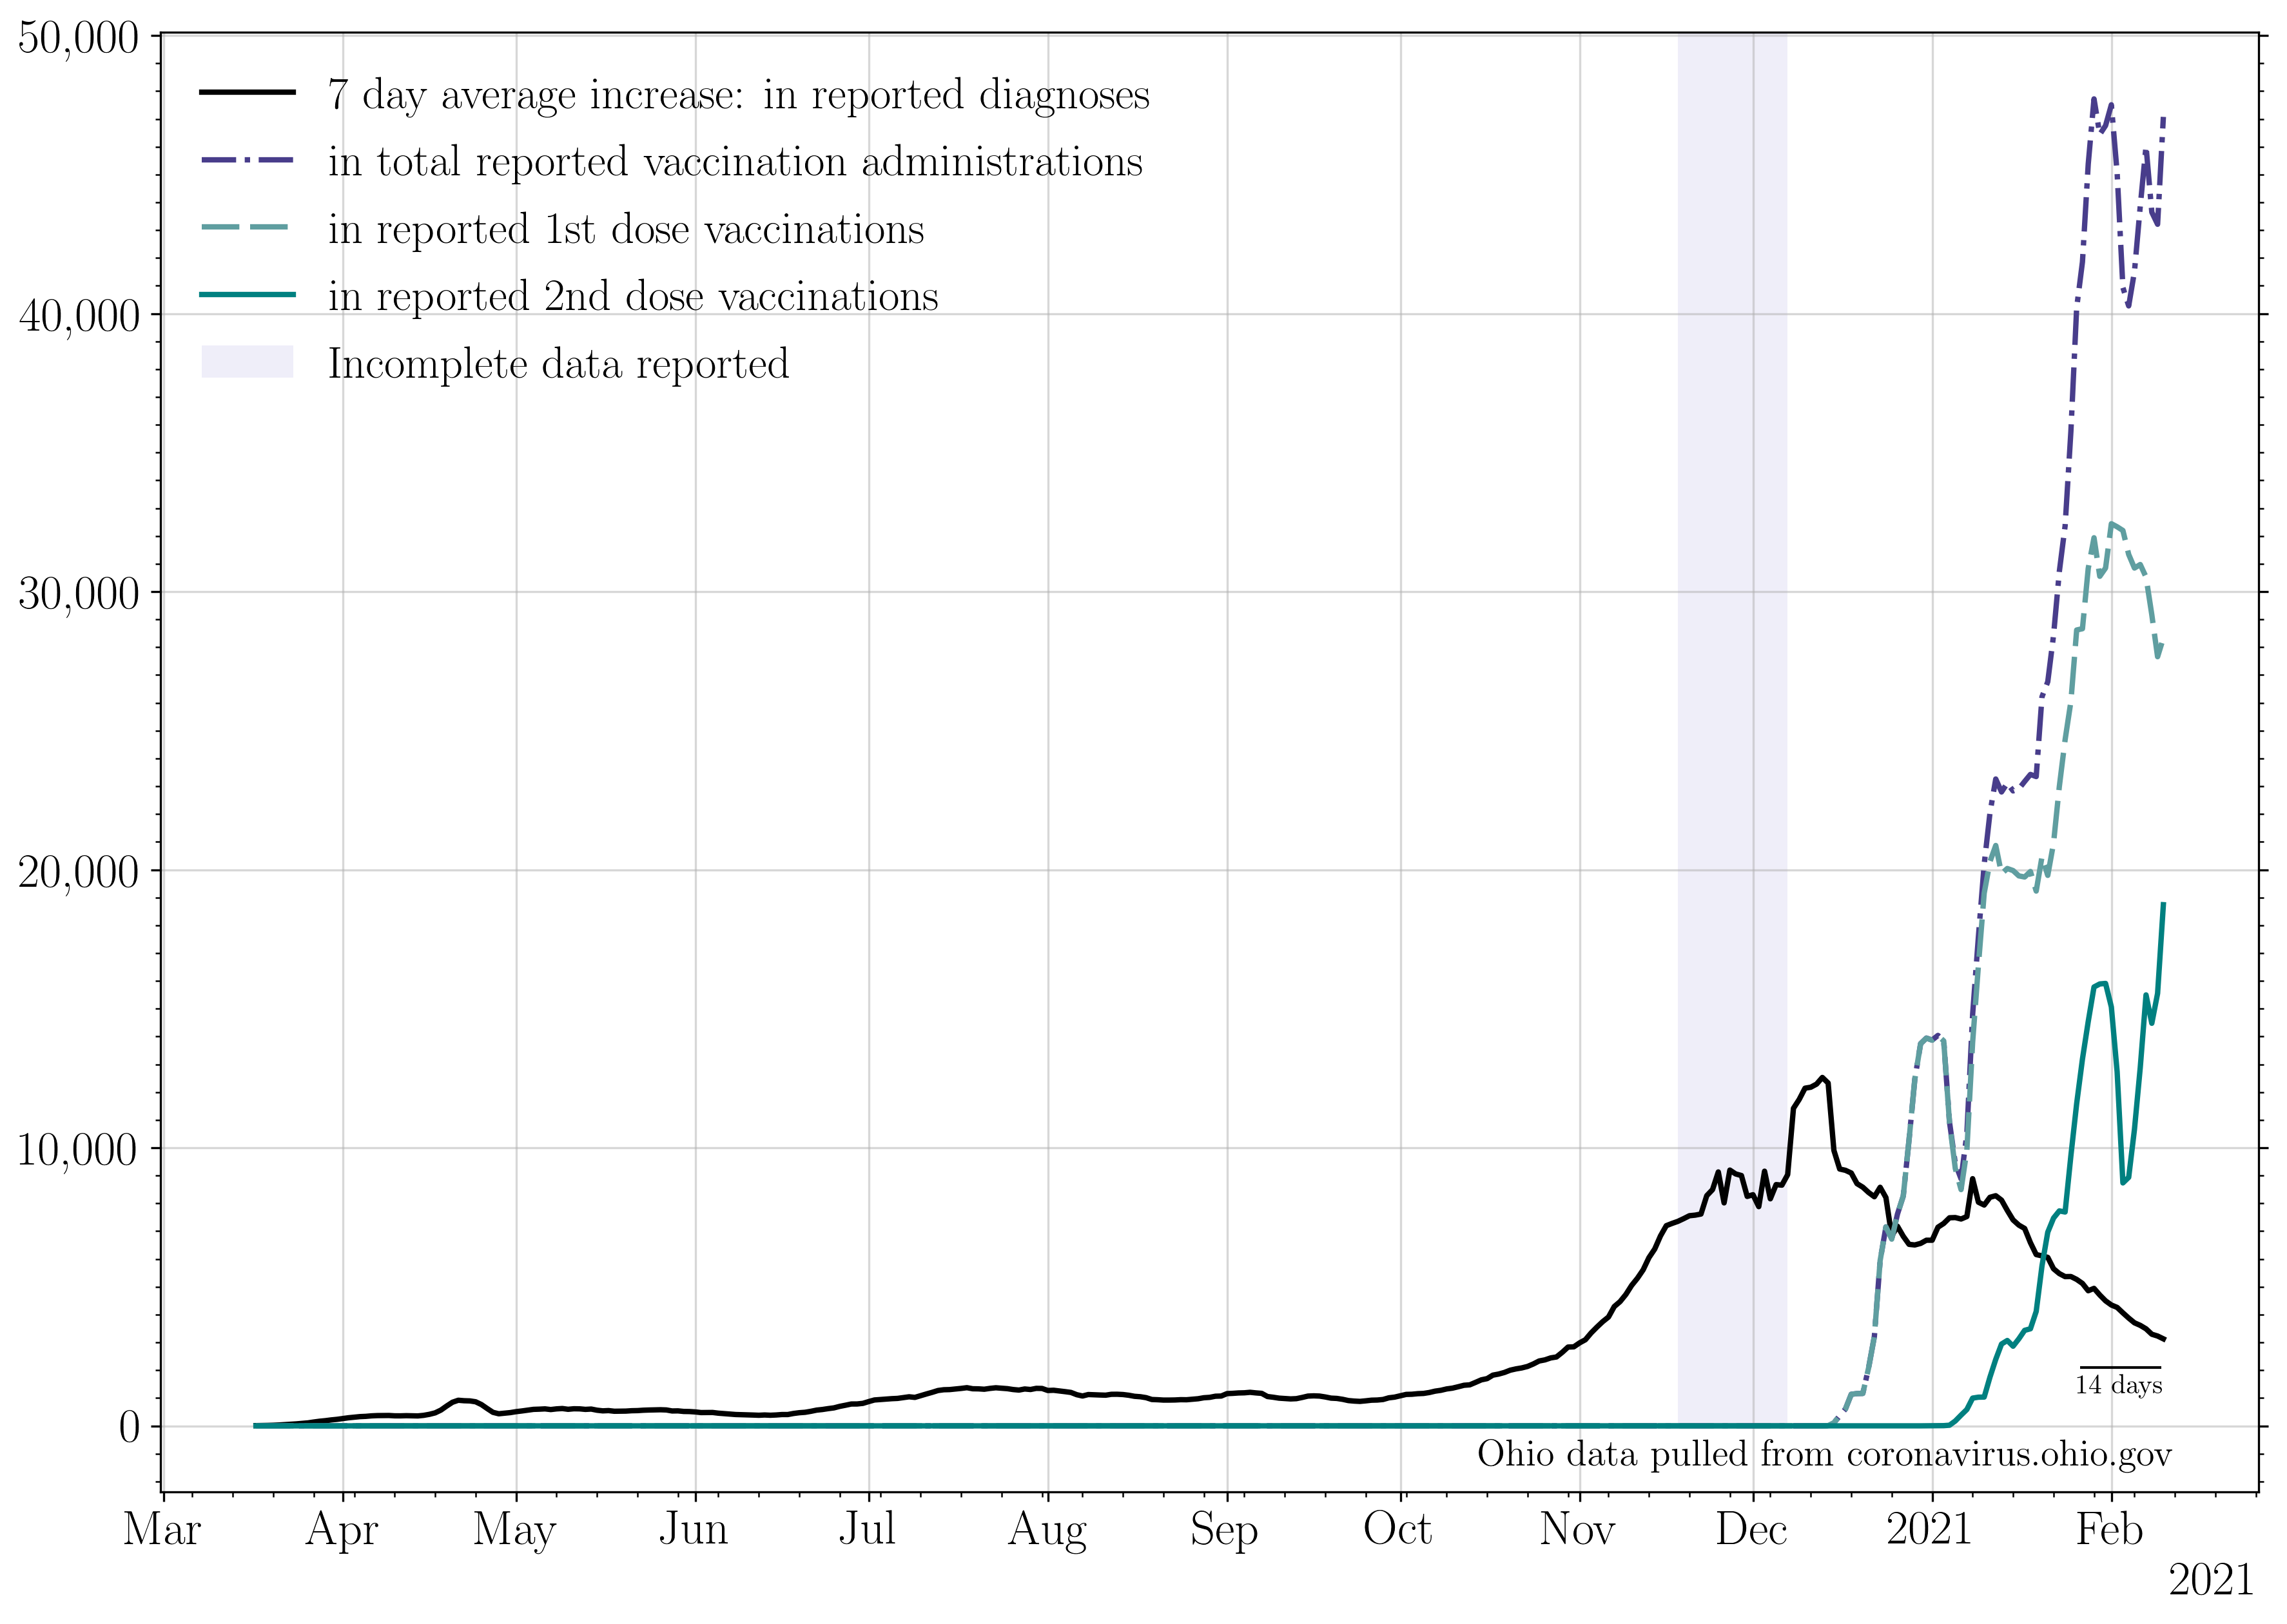 50,000
40,000
30,000
20,000
10,000
0
7 day average increase: in reported diagnoses
in total reported vaccination administrations
in reported 1st dose vaccinations
in reported 2nd dose vaccinations
Incomplete data reported
14 days
Ohio data pulled from coronavirus.ohio.gov
Mar Apr May Jun Jul Aug Sep Oct Nov Dec 2021 Feb
2021